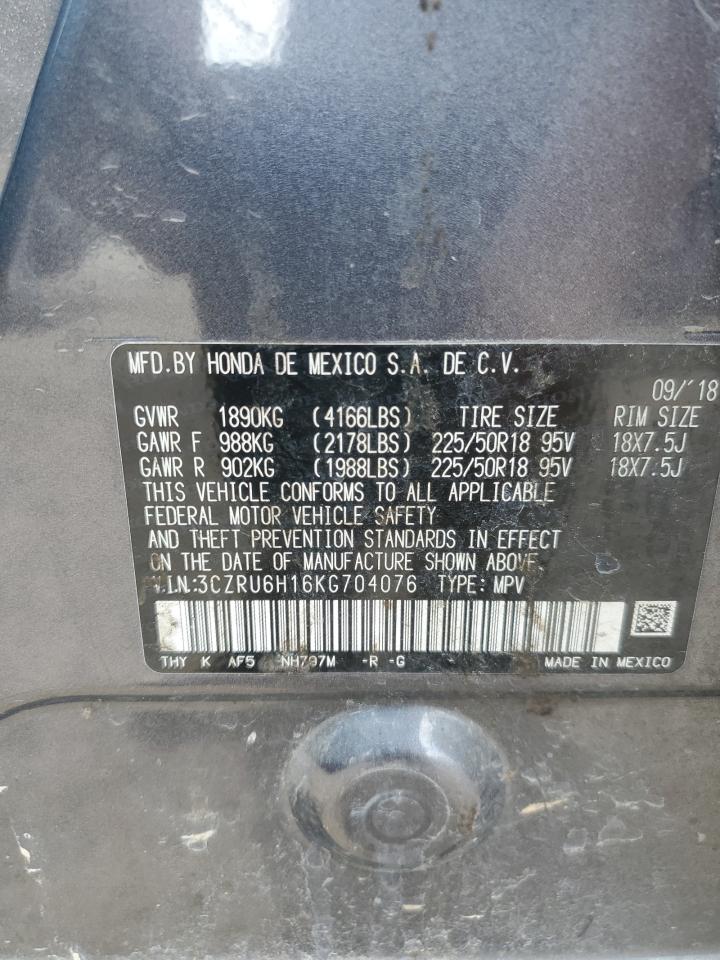 MFD.BY HONDA DE MEXICO S.A. DE C.V.
09/'18
GVWR 1890KG (4166LBS) TIRE SIZE RIM SIZE
GAWR F 988KG (2178LBS) 225/50R18 95V 18X7.5J
GAWR R 902KG (1988LBS) 225/50R18 95V 18X7.5J
THIS VEHICLE CONFORMS TO ALL APPLICABLE
FEDERAL MOTOR VEHICLE SAFETY
AND THEFT PREVENTION STANDARDS IN EFFECT
ON THE DATE OF MANUFACTURE SHOWN ABOVE.
V.I.N.:3CZRU6H16KG704076 TYPE: MPV
THY K AF5 NH797M -R -G MADE IN MEXICO